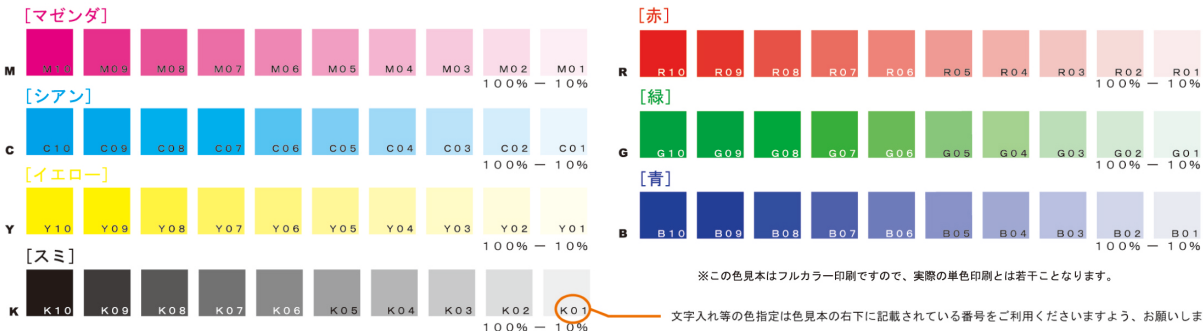 [マゼンダ]
M M10 M09 M08 M07 M06 M05 M04 M03 M02 M01
100% － 10%
[シアン]
C C10 C09 C08 C07 C06 C05 C04 C03 C02 C01
100% － 10%
[イエロー]
Y Y10 Y09 Y08 Y07 Y06 Y05 Y04 Y03 Y02 Y01
100% － 10%
[スミ]
K K10 K09 K08 K07 K06 K05 K04 K03 K02 K01
100% － 10%
[赤]
R R10 R09 R08 R07 R06 R05 R04 R03 R02 R01
100% － 10%
[緑]
G G10 G09 G08 G07 G06 G05 G04 G03 G02 G01
100% － 10%
[青]
B B10 B09 B08 B07 B06 B05 B04 B03 B02 B01
100% － 10%
※この色見本はフルカラー印刷ですので、実際の単色印刷とは若干ことなります。
文字入れ等の色指定は色見本の右下に記載されている番号をご利用くださいますよう、お願いしま